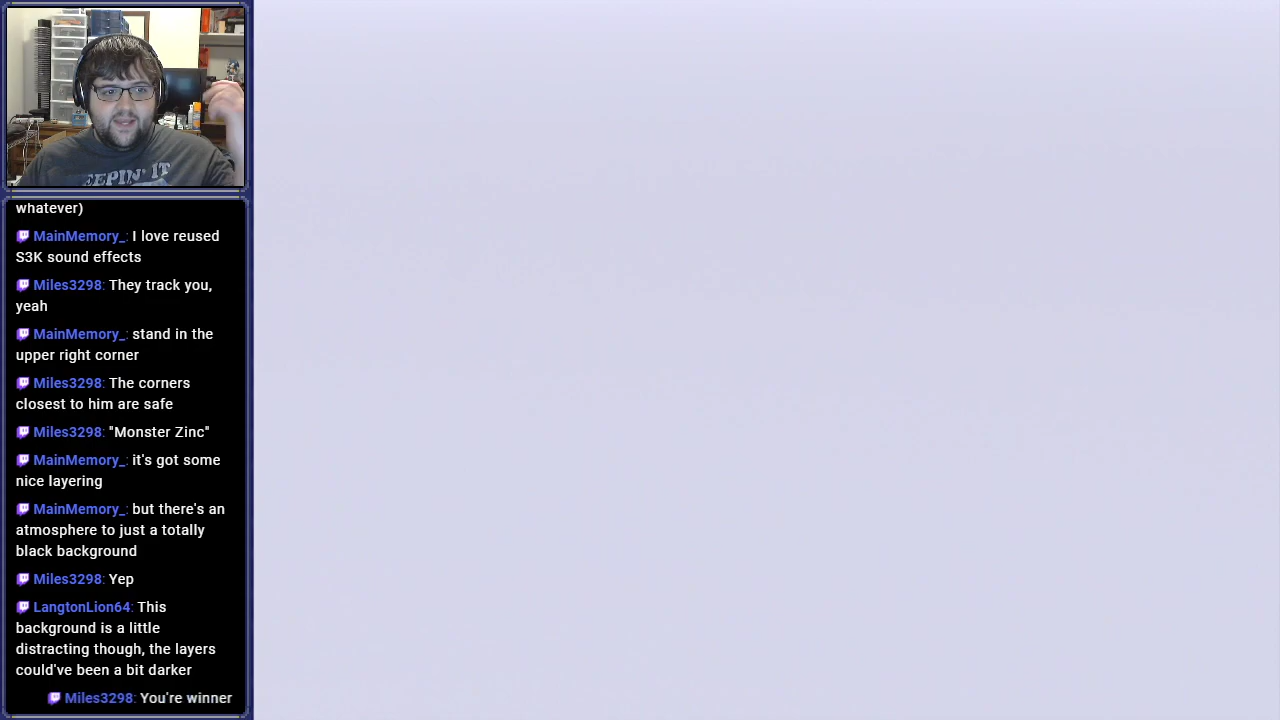 EEPIN' IT
whatever)
MainMemory_: I love reused
S3K sound effects
Miles3298: They track you,
yeah
MainMemory_: stand in the
upper right corner
Miles3298: The corners
closest to him are safe
Miles3298: "Monster Zinc"
MainMemory_: it's got some
nice layering
MainMemory_: but there's an
atmosphere to just a totally
black background
Miles3298: Yep
LangtonLion64: This
background is a little
distracting though, the layers
could've been a bit darker
Miles3298: You're winner